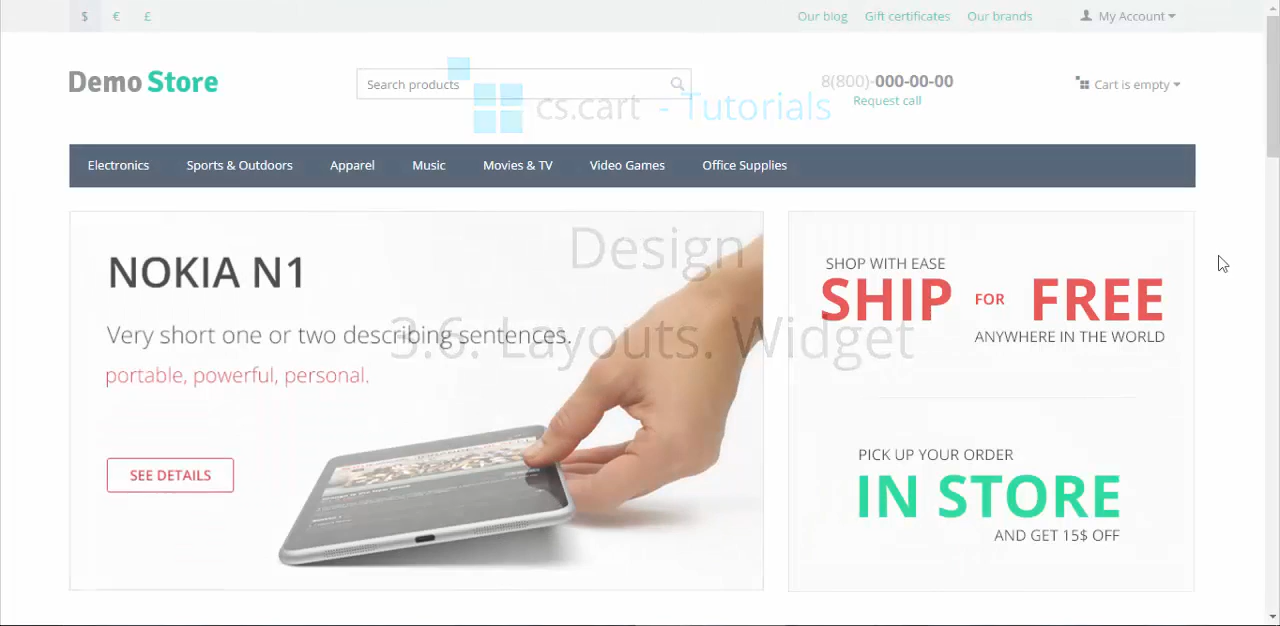 $ € £ Our blog Gift certificates Our brands My Account
Demo Store Search products 8(800)-000-00-00 Cart is empty
Request call
cs.cart - Tutorials
Electronics Sports & Outdoors Apparel Music Movies & TV Video Games Office Supplies
Design
3.6. Layouts. Widget
NOKIA N1
Very short one or two describing sentences.
portable, powerful, personal.
SEE DETAILS
SHOP WITH EASE
SHIP FOR FREE
ANYWHERE IN THE WORLD
PICK UP YOUR ORDER
IN STORE
AND GET 15$ OFF